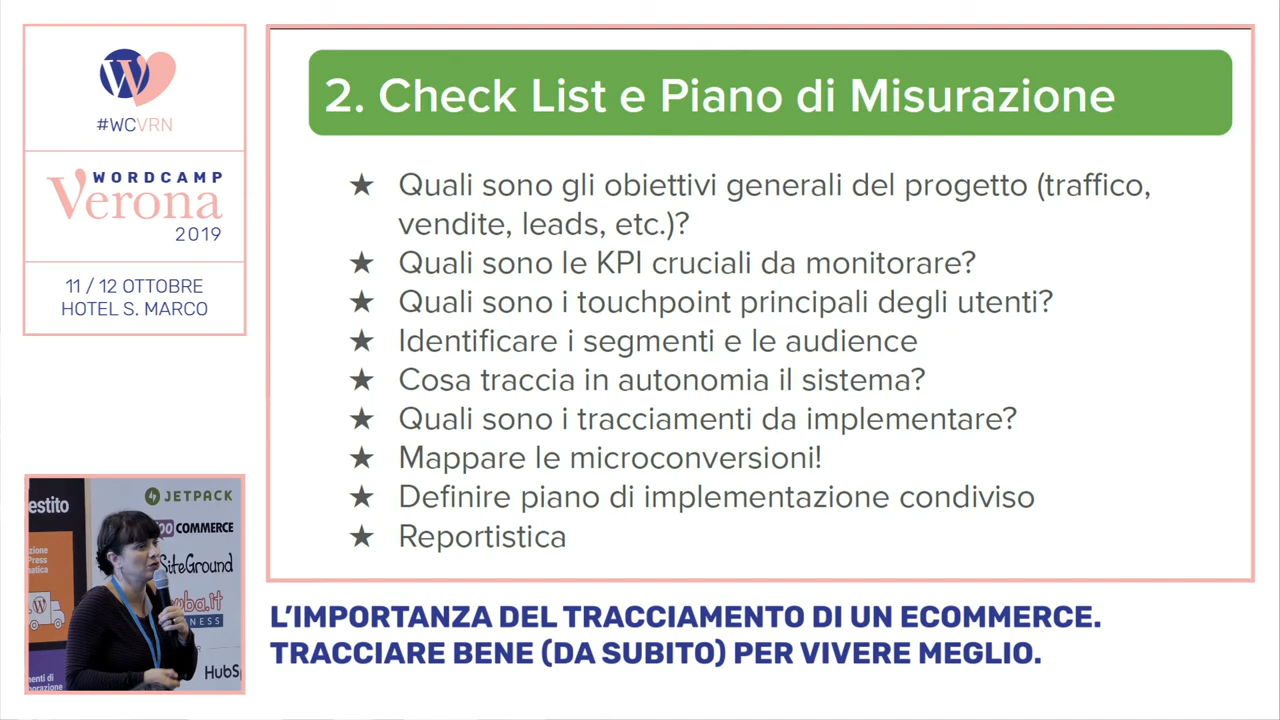 #WCVRN
WORDCAMP
Verona
2019
11 / 12 OTTOBRE
HOTEL S. MARCO
2. Check List e Piano di Misurazione
★ Quali sono gli obiettivi generali del progetto (traffico,
vendite, leads, etc.)?
★ Quali sono le KPI cruciali da monitorare?
★ Quali sono i touchpoint principali degli utenti?
★ Identificare i segmenti e le audience
★ Cosa traccia in autonomia il sistema?
★ Quali sono i tracciamenti da implementare?
★ Mappare le microconversioni!
★ Definire piano di implementazione condiviso
★ Reportistica
estito
JETPACK
COMMERCE
SiteGround
HubS
L’IMPORTANZA DEL TRACCIAMENTO DI UN ECOMMERCE.
TRACCIARE BENE (DA SUBITO) PER VIVERE MEGLIO.